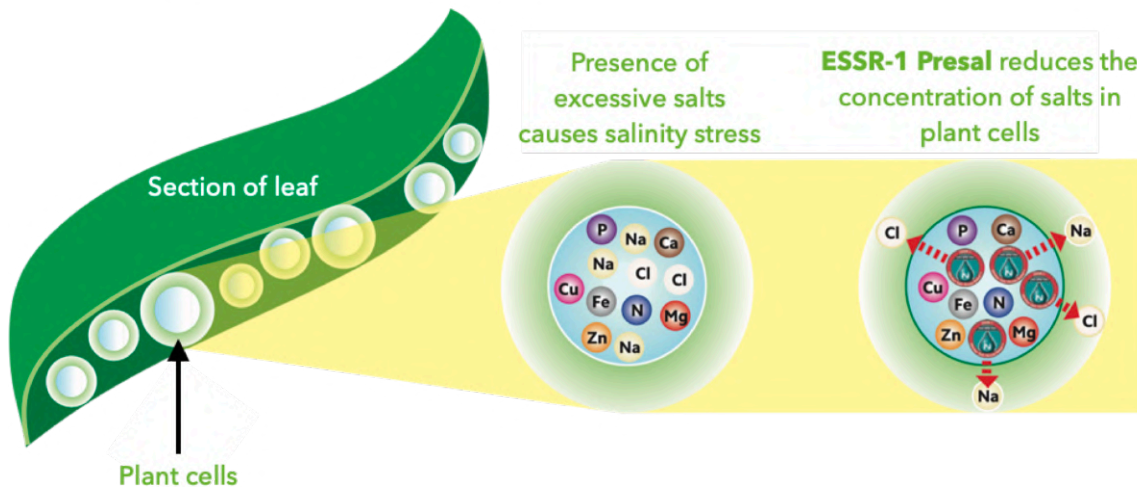 Presence of
excessive salts
causes salinity stress
ESSR-1 Presal reduces the
concentration of salts in
plant cells
Section of leaf
Plant cells
P
Na
Ca
Na
Cl
Cl
Cu
Fe
N
Mg
Zn
Na
Cl
P
Ca
Na
Cu
Fe
N
Cl
Zn
Mg
Na